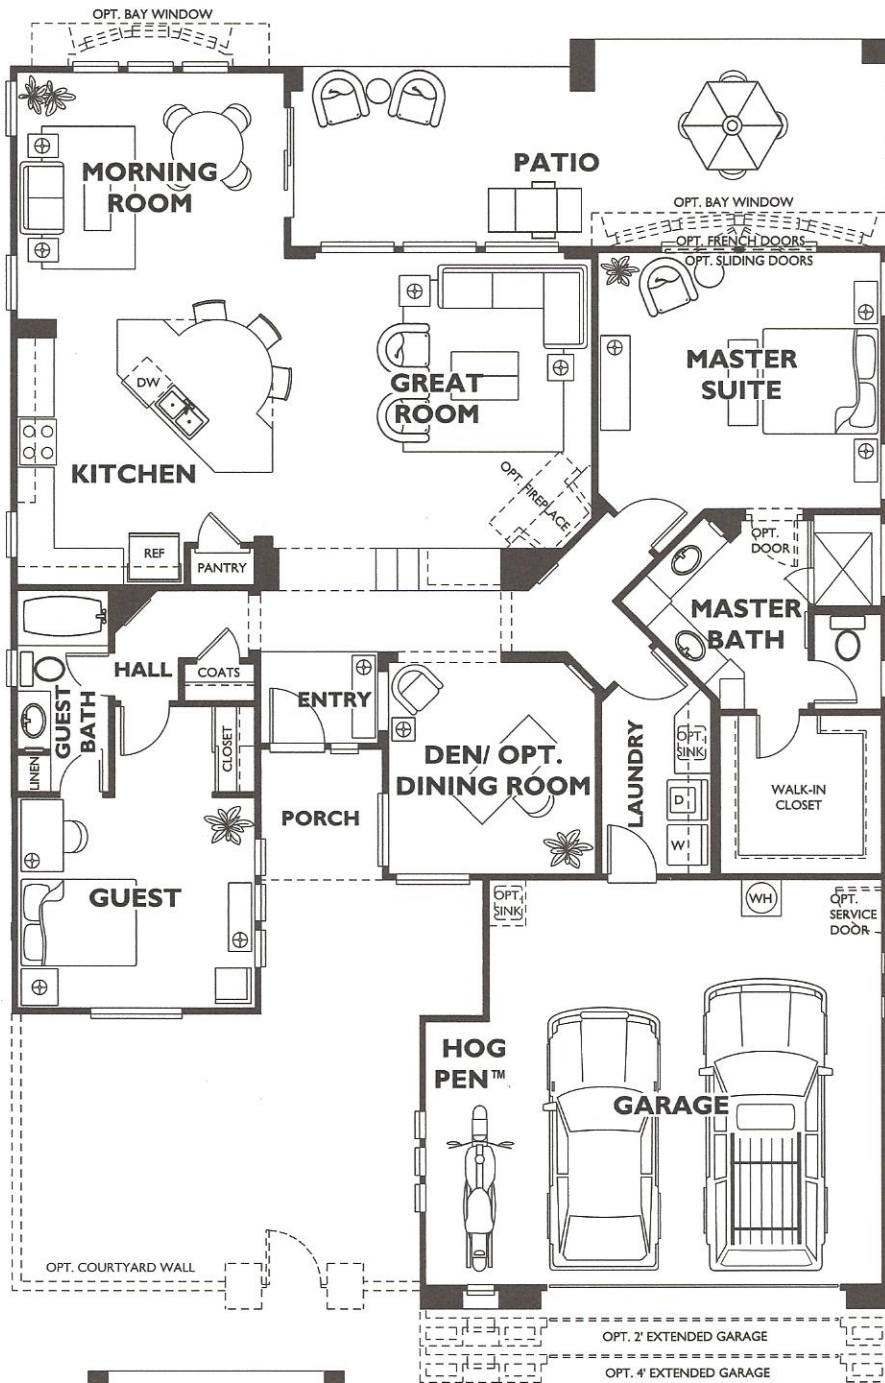 OPT. BAY WINDOW
MORNING
ROOM
PATIO
OPT. BAY WINDOW
OPT. FRENCH DOORS
OPT. SLIDING DOORS
MASTER
SUITE
GREAT
ROOM
DW
KITCHEN
OPT. FIREPLACE
REF
PANTRY
OPT.
DOOR
MASTER
BATH
HALL
COATS
GUEST
BATH
LINEN
CLOSET
ENTRY
DEN/ OPT.
DINING ROOM
LAUNDRY
OPT.
SINK
D
W
WALK-IN
CLOSET
PORCH
GUEST
OPT.
SINK
WH
OPT.
SERVICE
DOOR
HOG
PEN™
GARAGE
OPT. COURTYARD WALL
OPT. 2' EXTENDED GARAGE
OPT. 4' EXTENDED GARAGE